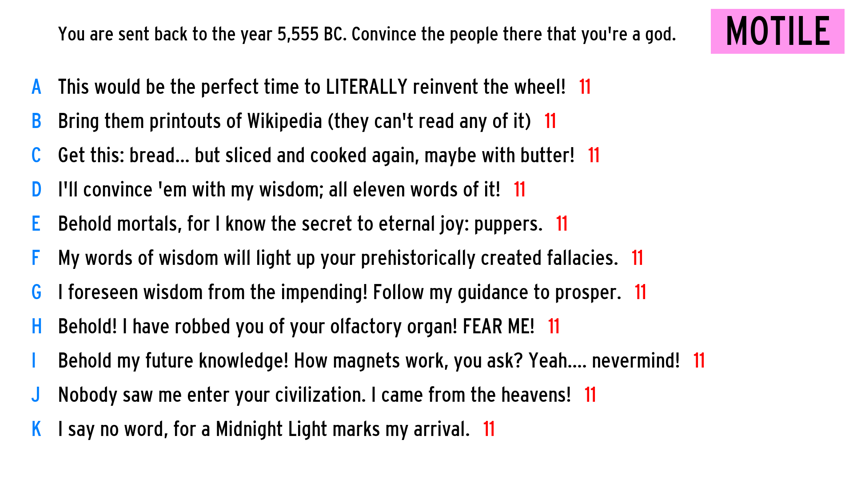 You are sent back to the year 5,555 BC. Convince the people there that you're a god.
MOTILE
A This would be the perfect time to LITERALLY reinvent the wheel! 11
B Bring them printouts of Wikipedia (they can't read any of it) 11
C Get this: bread... but sliced and cooked again, maybe with butter! 11
D I'll convince 'em with my wisdom; all eleven words of it! 11
E Behold mortals, for I know the secret to eternal joy: puppers. 11
F My words of wisdom will light up your prehistorically created fallacies. 11
G I foreseen wisdom from the impending! Follow my guidance to prosper. 11
H Behold! I have robbed you of your olfactory organ! FEAR ME! 11
I Behold my future knowledge! How magnets work, you ask? Yeah.... nevermind! 11
J Nobody saw me enter your civilization. I came from the heavens! 11
K I say no word, for a Midnight Light marks my arrival. 11